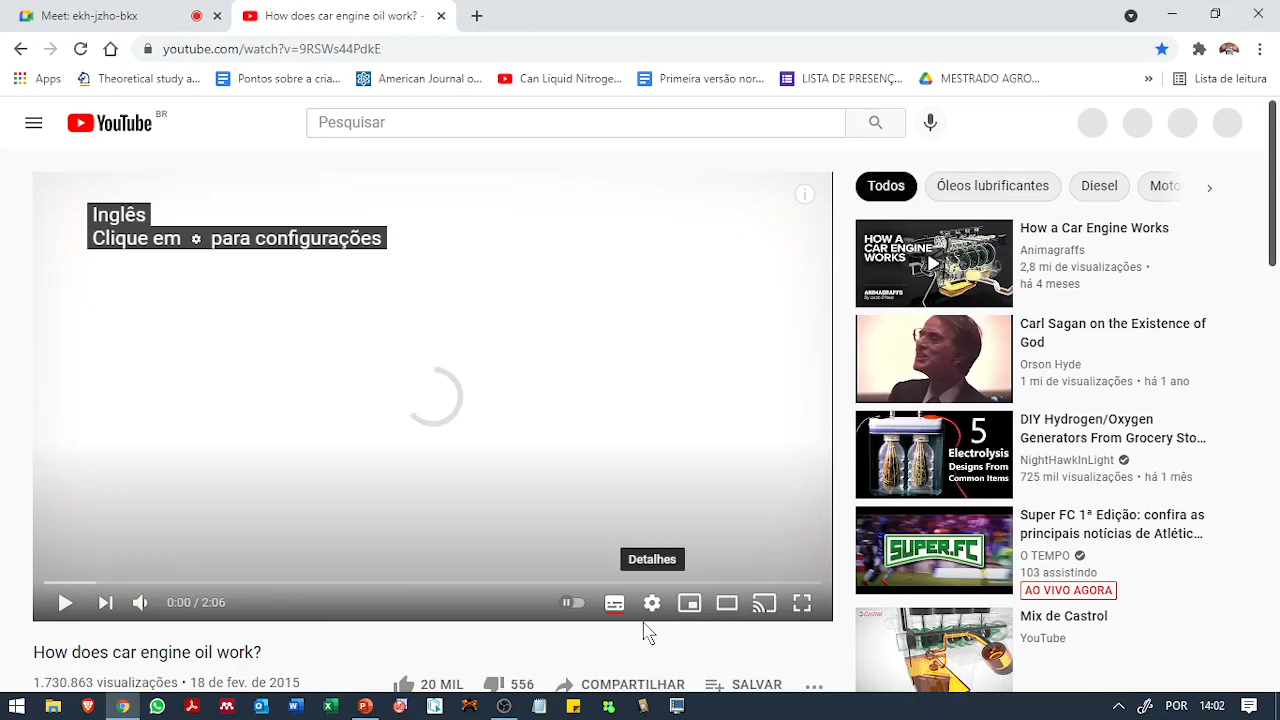 Meet ekh-jzho-bkx
How does car engine oil work? -
youtube.com/watch?v=9RSWs44PdkE
Apps
Theoretical study a...
Pontos sobre a cria...
American Journal o...
Can Liquid Nitroge...
Primeira versão nor...
LISTA DE PRESENÇ...
MESTRADO AGRO...
»
Lista de leitura
YouTube BR
Pesquisar
Inglês
Clique em para configurações
Detalhes
0:00 / 2:06
How does car engine oil work?
1.730.863 visualizações • 18 de fev. de 2015
20 MIL
556
COMPARTILHAR
SALVAR
Todos
Óleos lubrificantes
Diesel
Moto
HOW A
CAR ENGINE
WORKS
ANIMAGRAFFS
How a Car Engine Works
Animagraffs
2,8 mi de visualizações •
há 4 meses
Carl Sagan on the Existence of
God
Orson Hyde
1 mi de visualizações • há 1 ano
5
Electrolysis
Designs From
Common Items
DIY Hydrogen/Oxygen
Generators From Grocery Sto...
NightHawkInLight
725 mil visualizações • há 1 mês
SUPER.FC
Super FC 1ª Edição: confira as
principais notícias de Atlétic...
O TEMPO
103 assistindo
AO VIVO AGORA
Castrol
Mix de Castrol
YouTube
POR
14:02